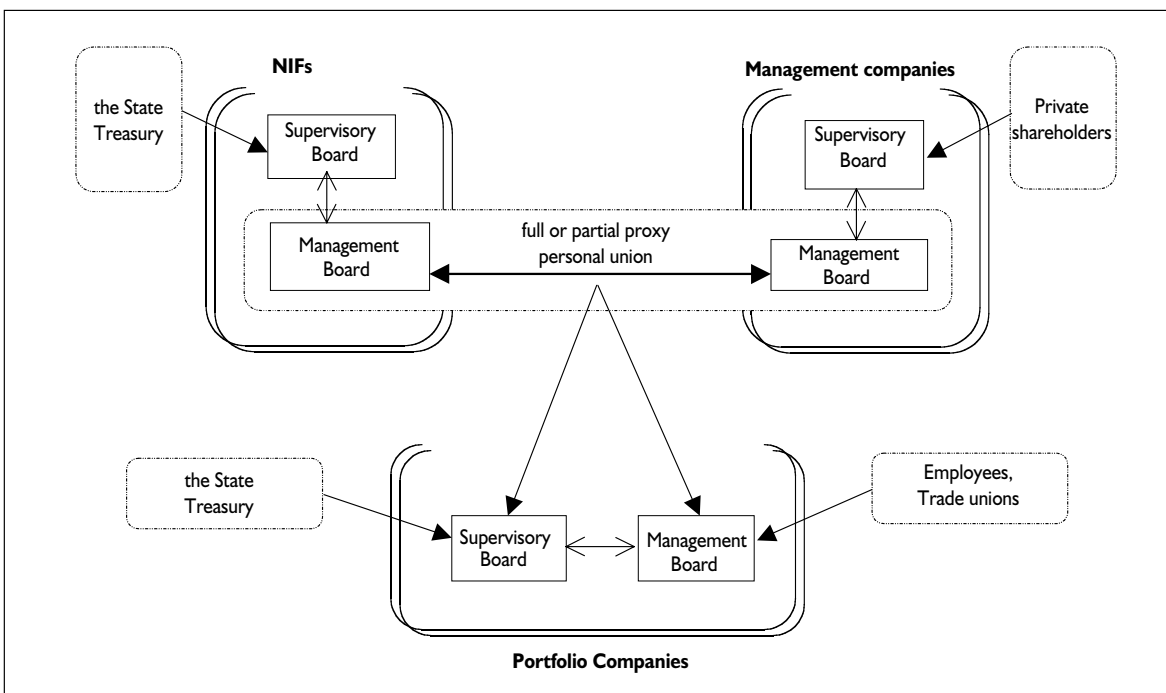 NIFs
Management companies
the State
Treasury
Supervisory
Board
Supervisory
Board
Private
shareholders
Management
Board
full or partial proxy
personal union
Management
Board
the State
Treasury
Employees,
Trade unions
Supervisory
Board
Management
Board
Portfolio Companies